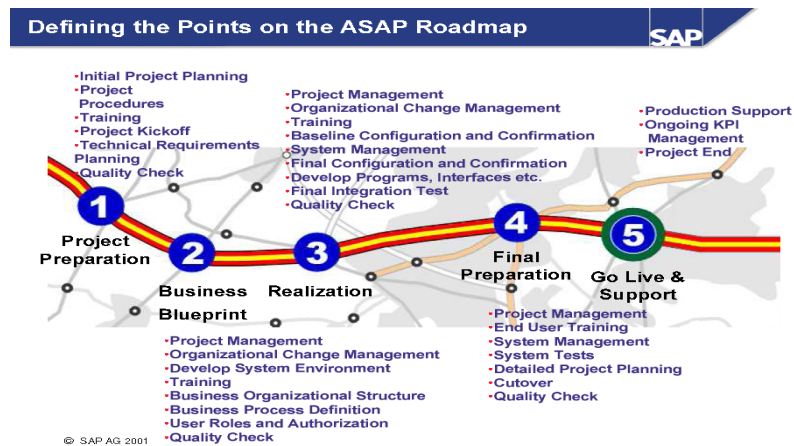 Defining the Points on the ASAP Roadmap
SAP
•Initial Project Planning
•Project
Procedures
•Training
•Project Kickoff
•Technical Requirements
Planning
•Quality Check
•Project Management
•Organizational Change Management
•Training
•Baseline Configuration and Confirmation
•System Management
•Final Configuration and Confirmation
•Develop Programs, Interfaces etc.
•Final Integration Test
•Quality Check
•Production Support
•Ongoing KPI
Management
•Project End
1
Project
Preparation
2
Business
Blueprint
3
Realization
4
Final
Preparation
5
Go Live &
Support
•Project Management
•Organizational Change Management
•Develop System Environment
•Training
•Business Organizational Structure
•Business Process Definition
•User Roles and Authorization
•Quality Check
•Project Management
•End User Training
•System Management
•System Tests
•Detailed Project Planning
•Cutover
•Quality Check
© SAP AG 2001